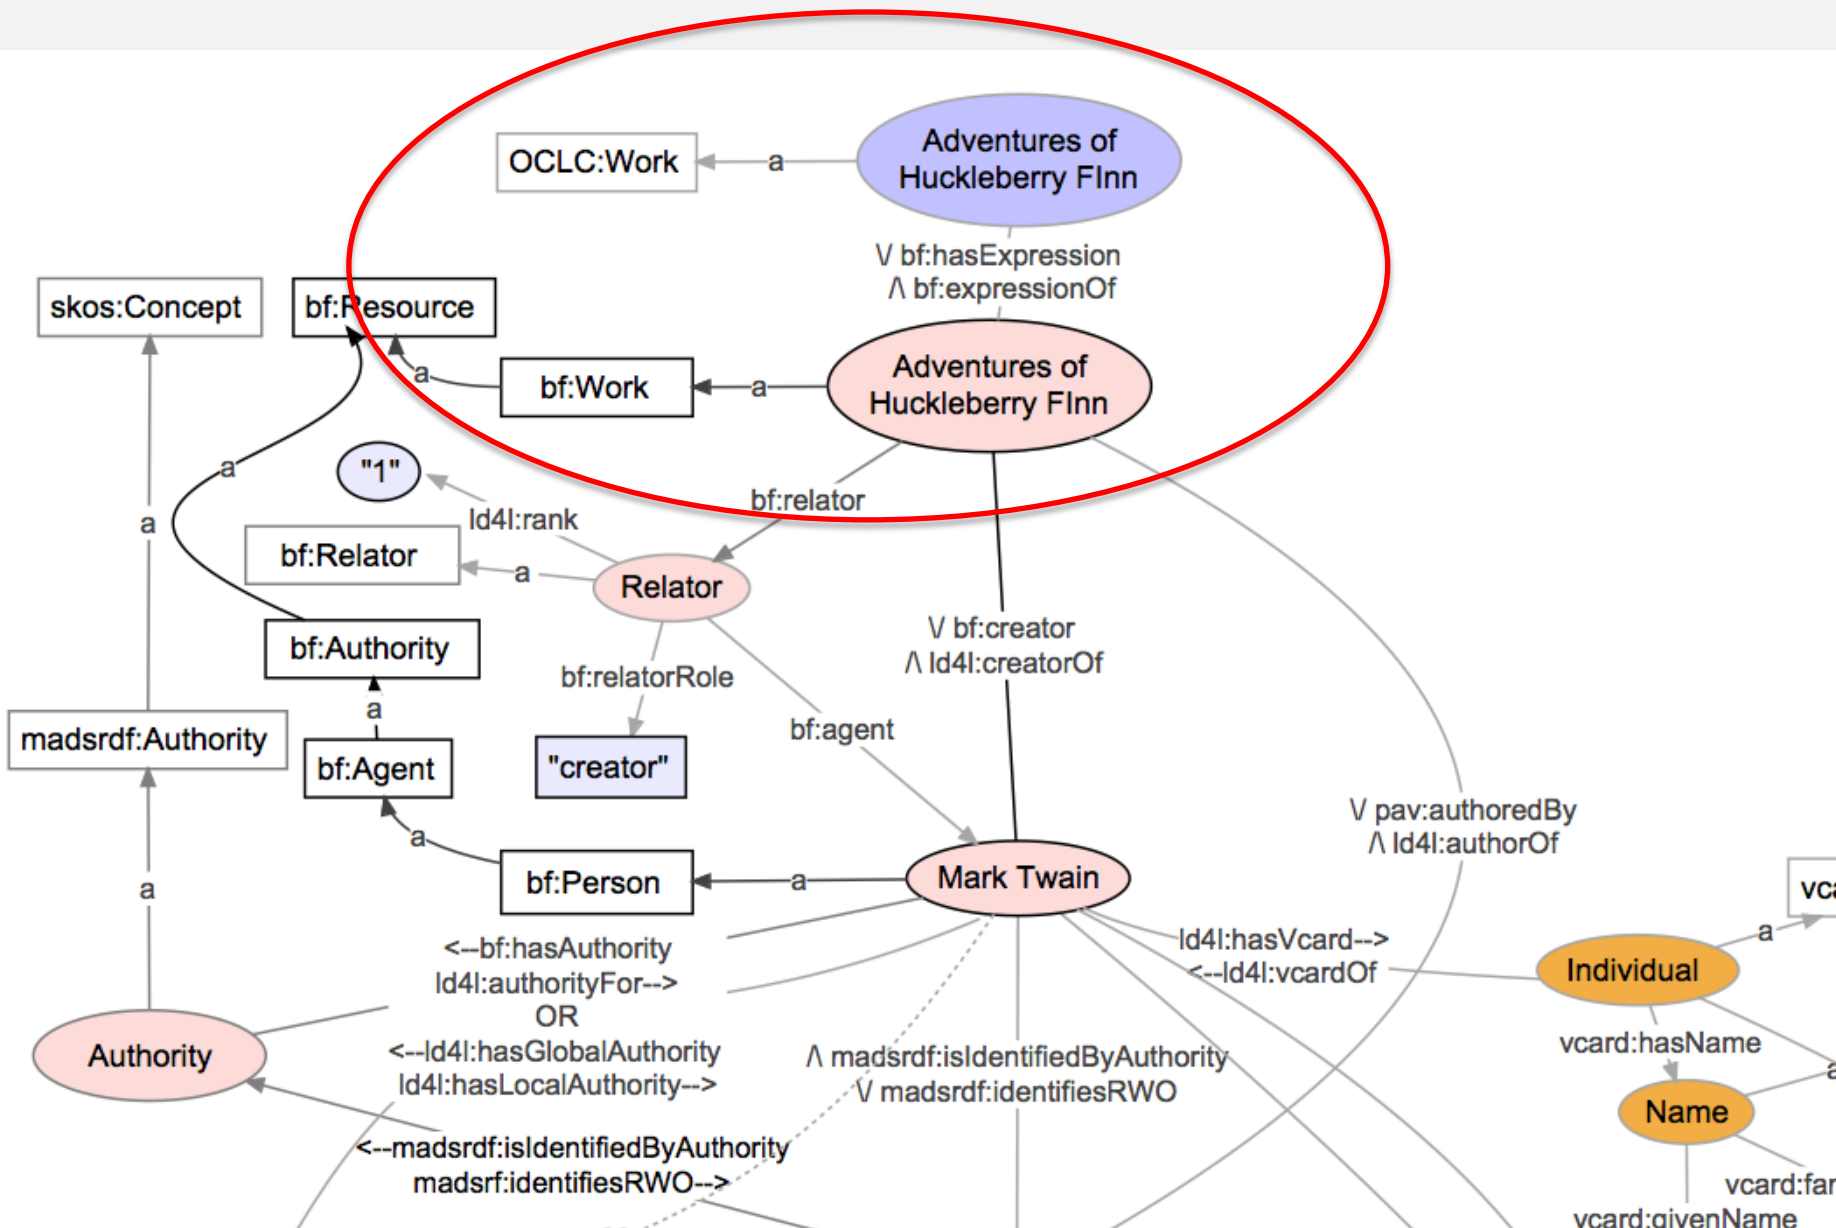 Adventures of
Huckleberry FInn
OCLC:Work
a
\/ bf:hasExpression
/\ bf:expressionOf
skos:Concept
bf:Resource
Adventures of
Huckleberry FInn
bf:Work
a
a
"1"
a
bf:relator
ld4l:rank
a
bf:Relator
a
Relator
\/ bf:creator
/\ ld4l:creatorOf
bf:Authority
bf:relatorRole
a
bf:agent
madsrdf:Authority
bf:Agent
"creator"
\/ pav:authoredBy
/\ ld4l:authorOf
a
bf:Person
a
Mark Twain
a
<--bf:hasAuthority
ld4l:authorityFor-->
OR
<--ld4l:hasGlobalAuthority
ld4l:hasLocalAuthority-->
ld4l:hasVcard-->
<--ld4l:vcardOf
a
vca
Individual
vcard:hasName
Authority
/\ madsrdf:isIdentifiedByAuthority
\/ madsrdf:identifiesRWO
a
Name
<--madsrdf:isIdentifiedByAuthority
madsrf:identifiesRWO-->
vcard:far
vcard:givenName